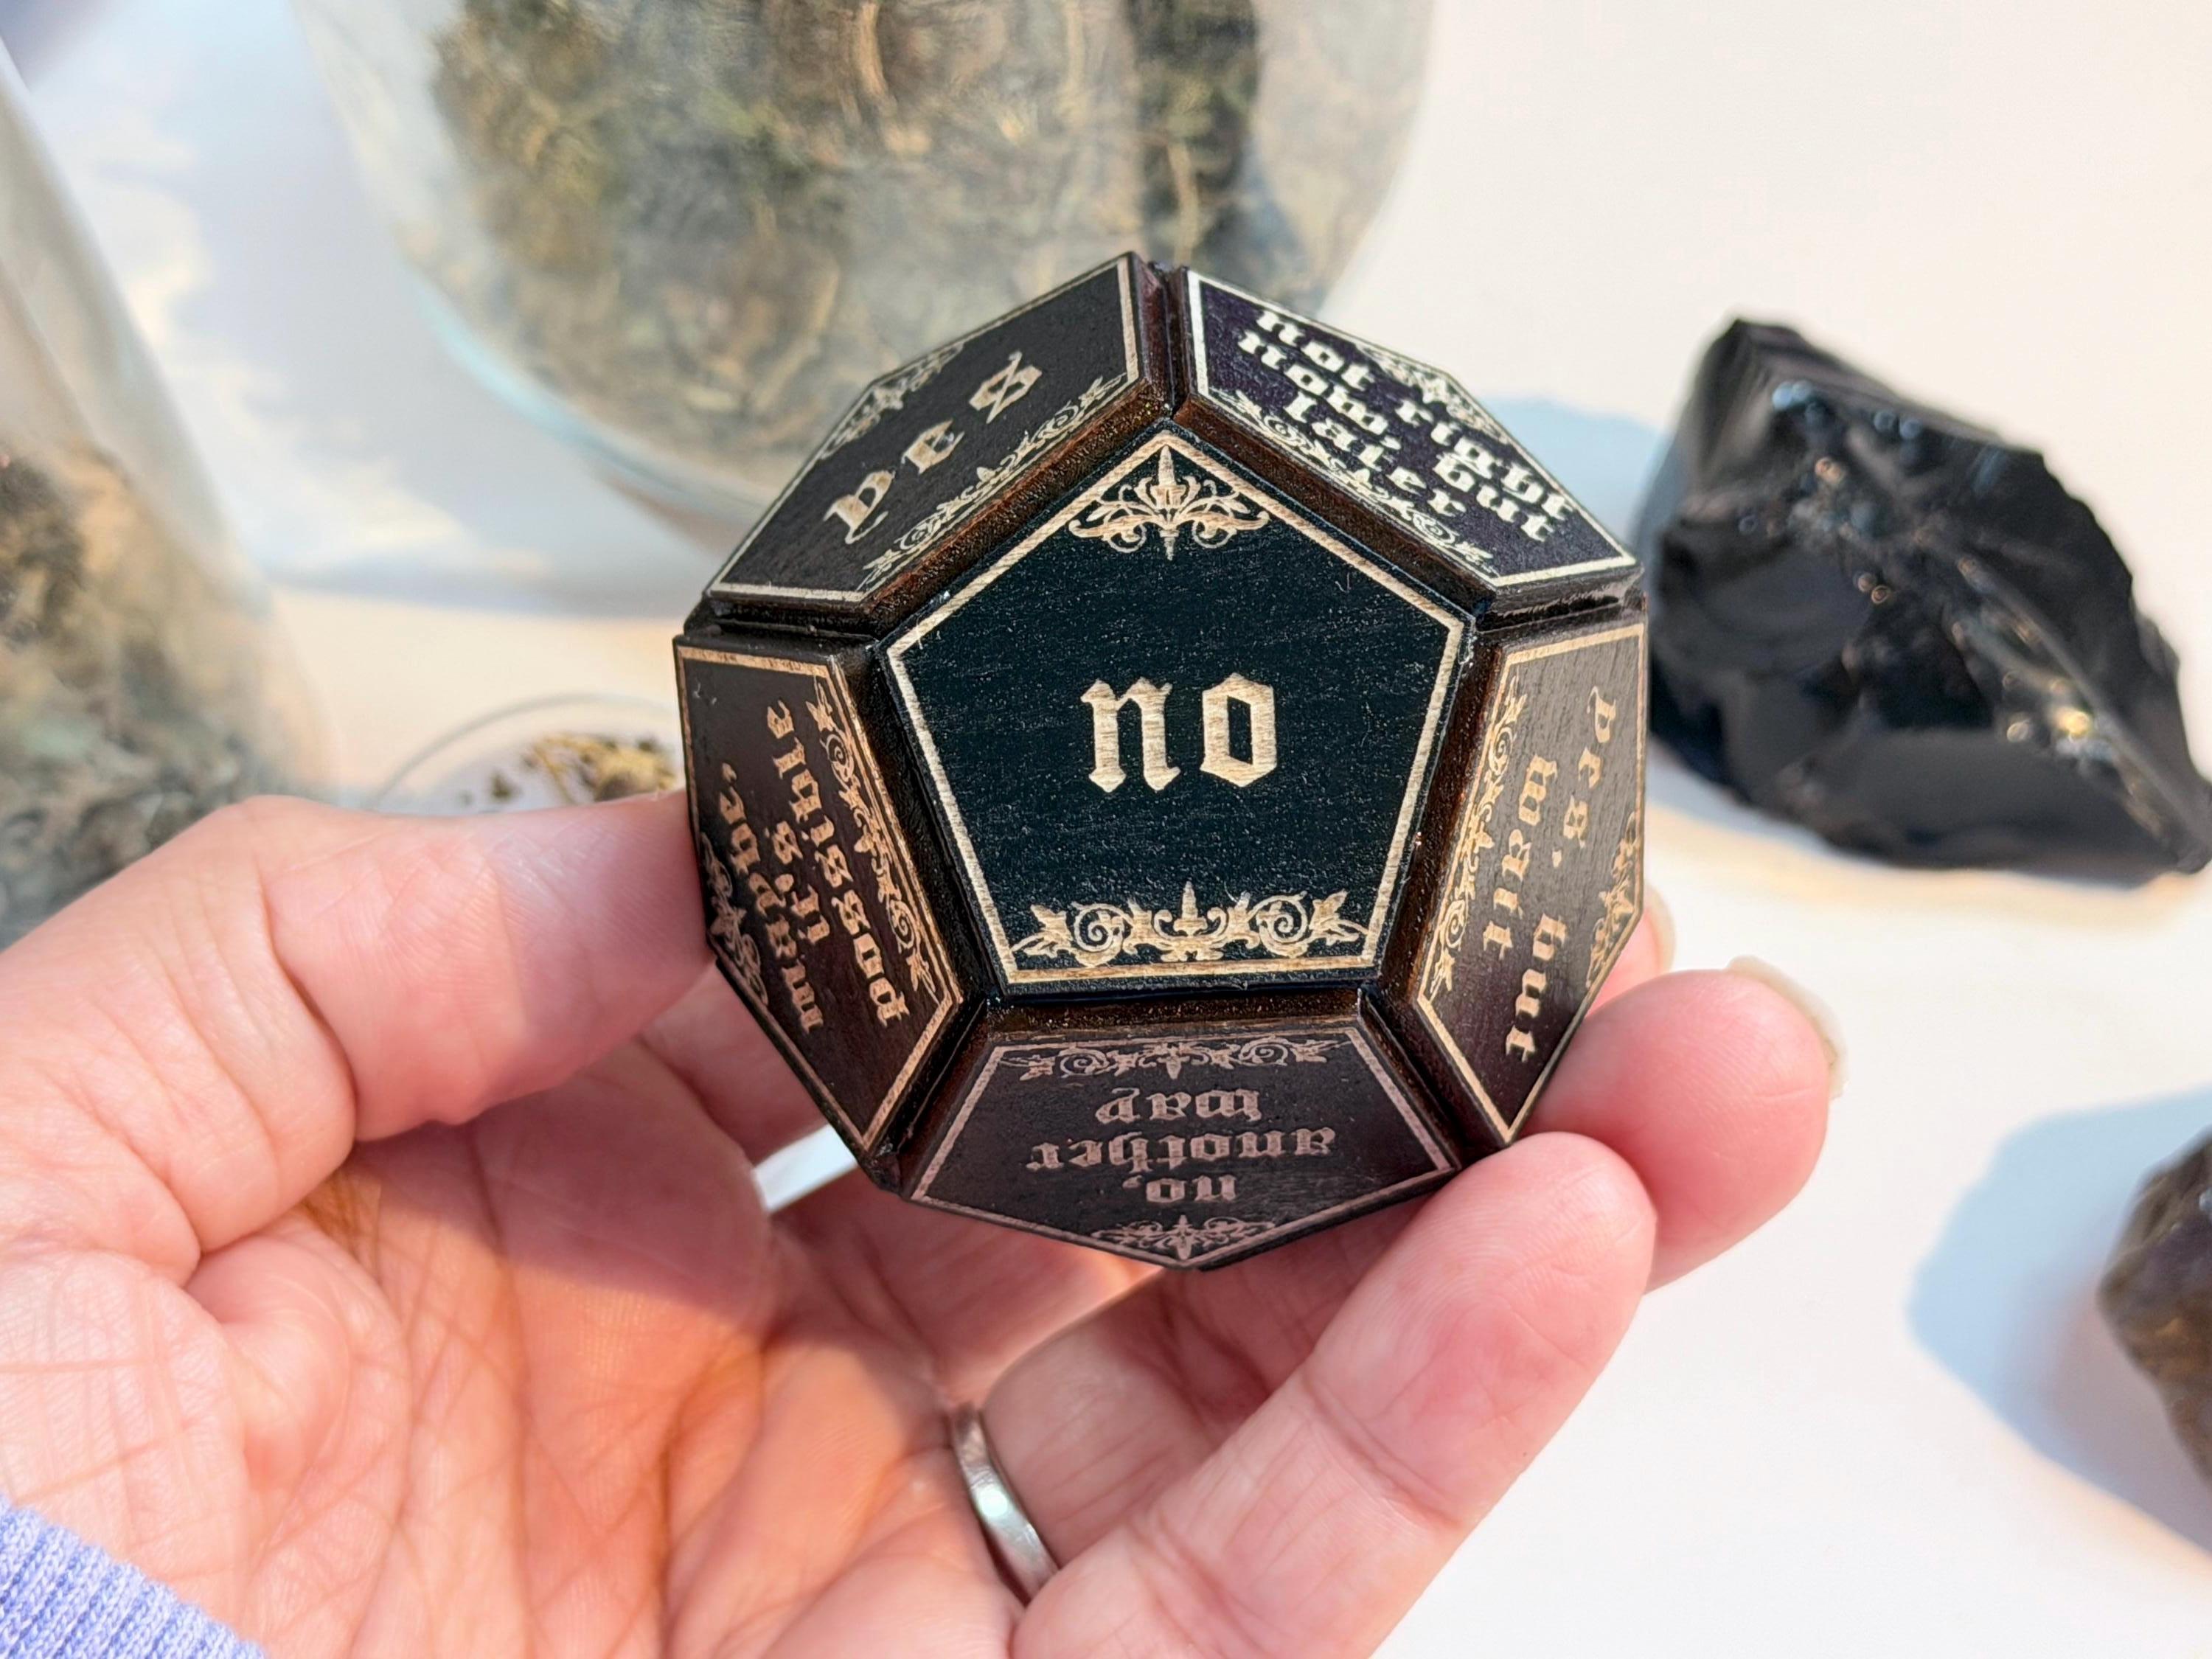 yes
not right
now, but
later
no
maybe,
it's
possible
yes, but
wait
no,
another
way